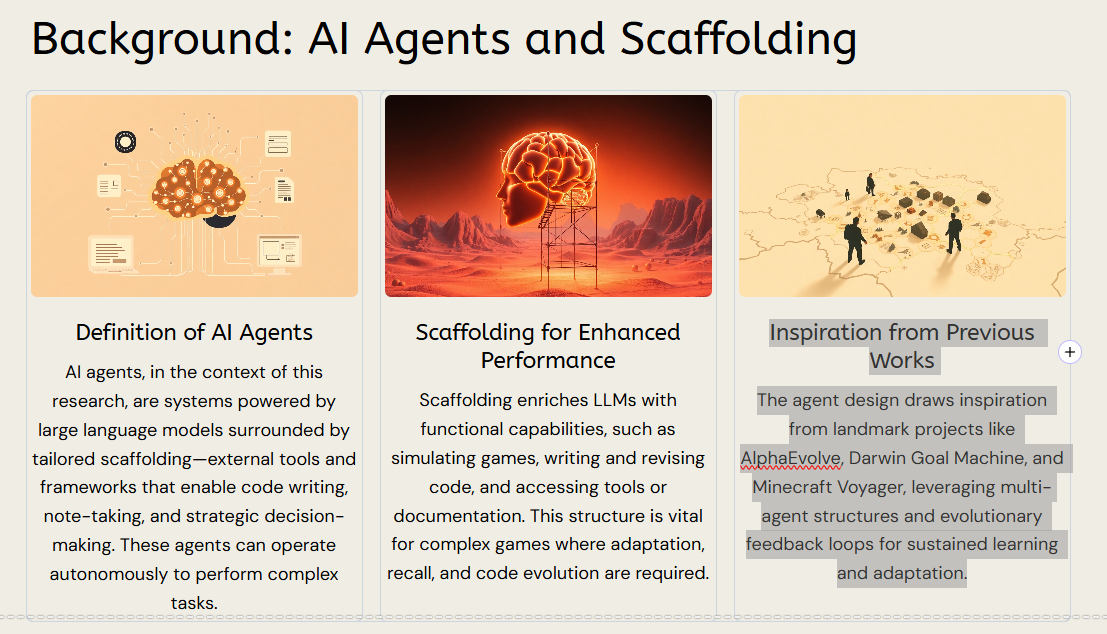 Background: AI Agents and Scaffolding
Definition of AI Agents
AI agents, in the context of this
research, are systems powered by
large language models surrounded by
tailored scaffolding—external tools and
frameworks that enable code writing,
note-taking, and strategic decision-
making. These agents can operate
autonomously to perform complex
tasks.
Scaffolding for Enhanced
Performance
Scaffolding enriches LLMs with
functional capabilities, such as
simulating games, writing and revising
code, and accessing tools or
documentation. This structure is vital
for complex games where adaptation,
recall, and code evolution are required.
Inspiration from Previous
Works
The agent design draws inspiration
from landmark projects like
AlphaEvolve, Darwin Goal Machine, and
Minecraft Voyager, leveraging multi-
agent structures and evolutionary
feedback loops for sustained learning
and adaptation.